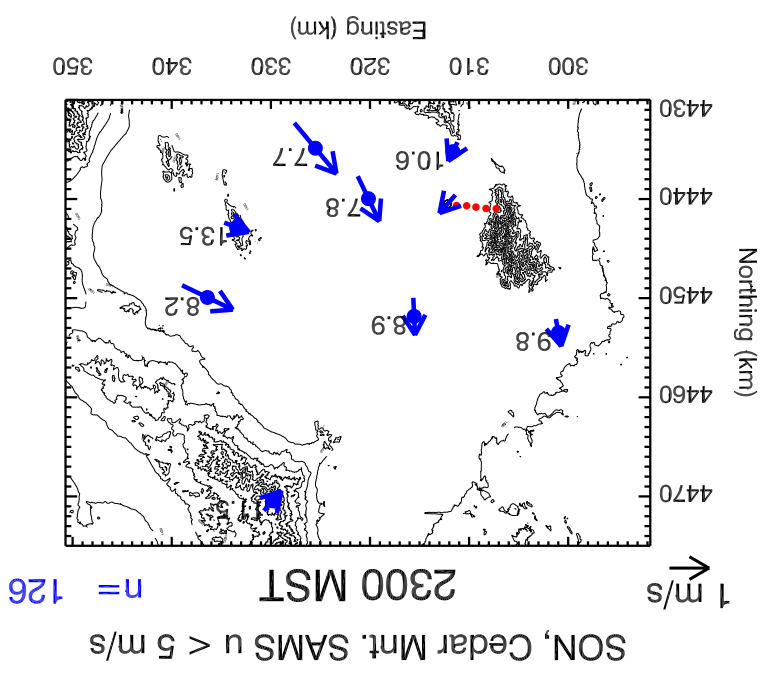 SON, Cedar Mnt. SAMS u < 5 m/s
1 m/s
2300 MST
n= 126
4470
4460
4450
4440
4430
Northing (km)
9.8
8.9
8.2
13.5
7.8
10.6
7.7
300 310 320 330 340 350
Easting (km)